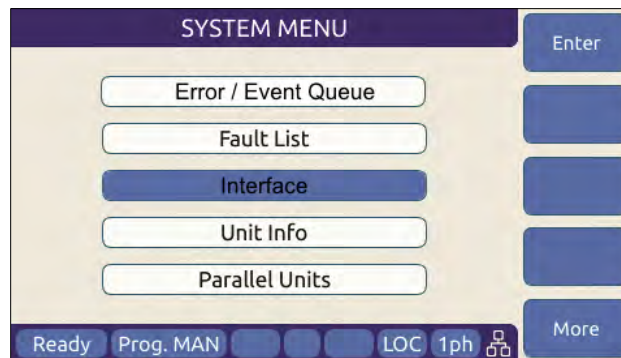 SYSTEM MENU
Enter
Error / Event Queue
Fault List
Interface
Unit Info
Parallel Units
More
Ready Prog. MAN LOC 1ph